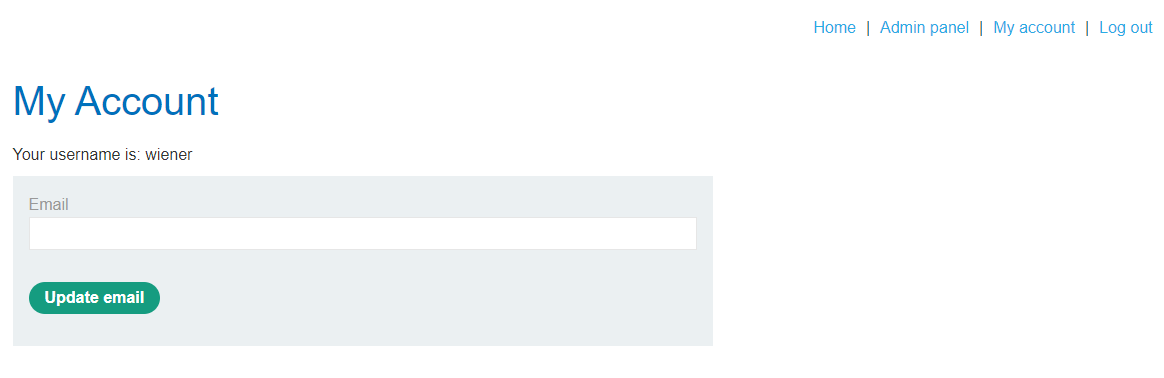 Home | Admin panel | My account | Log out
My Account
Your username is: wiener
Email
Update email